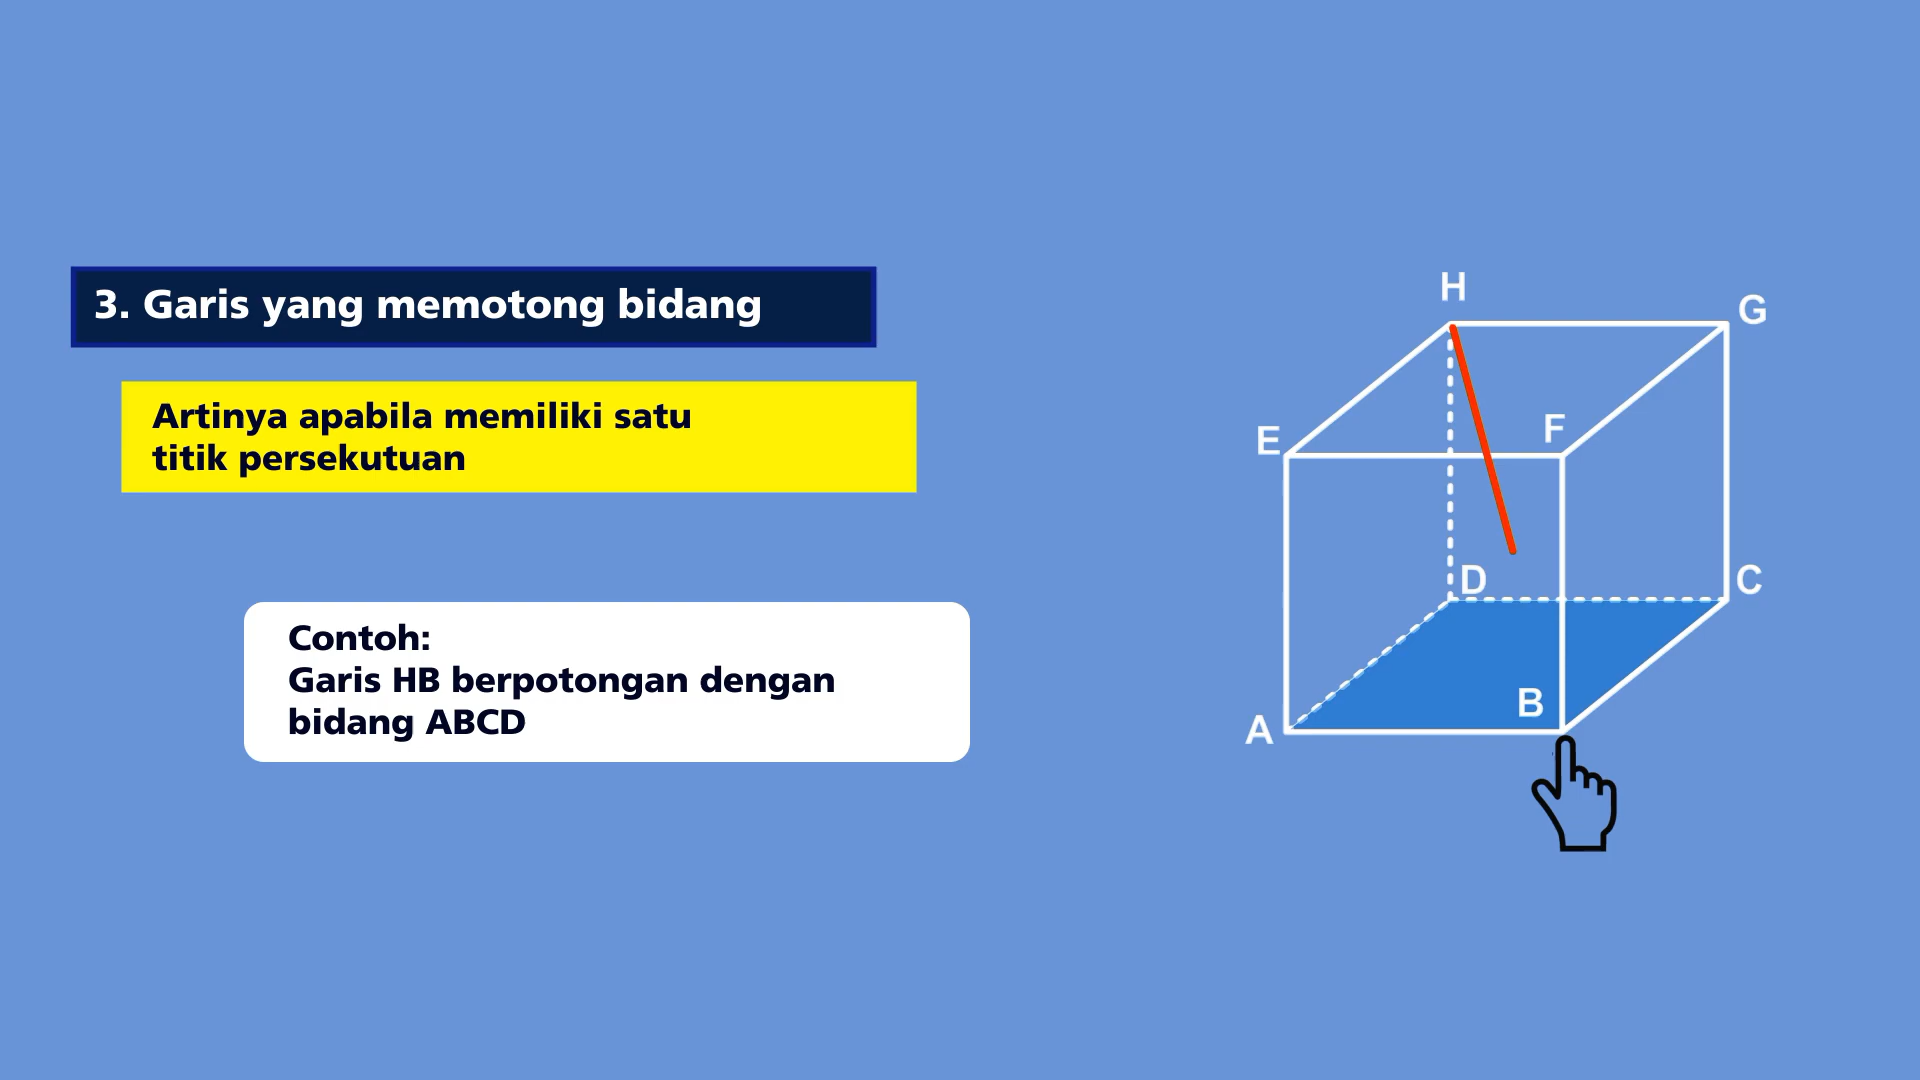 3. Garis yang memotong bidang
Artinya apabila memiliki satu
titik persekutuan
Contoh:
Garis HB berpotongan dengan
bidang ABCD
H
G
E
F
D
C
B
A